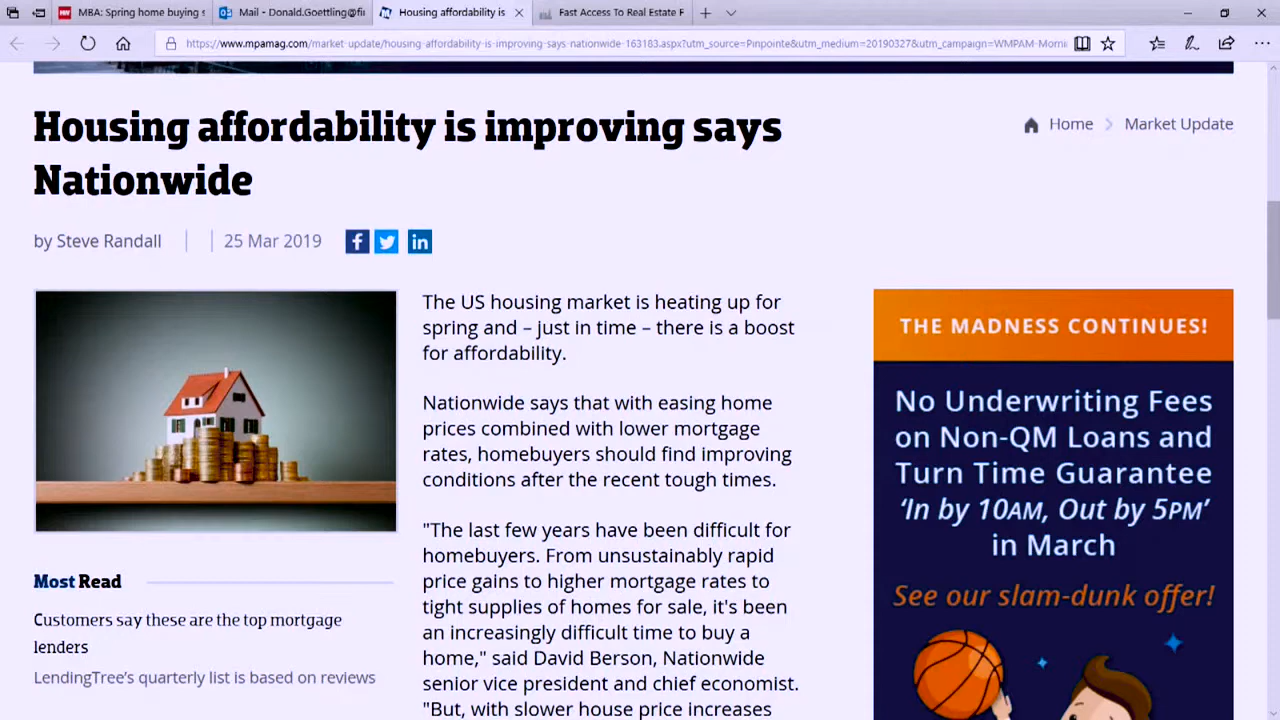 MBA: Spring home buying s
Mail - Donald.Goettling@fi
Housing affordability is
Fast Access To Real Estate F
https://www.mpamag.com/market-update/housing-affordability-is-improving-says-nationwide-163183.aspx?utm_source=Pinpointe&utm_medium=20190327&utm_campaign=WMPAM-Morni
Housing affordability is improving says
Nationwide
Home > Market Update
by Steve Randall | | 25 Mar 2019
The US housing market is heating up for
spring and – just in time – there is a boost
for affordability.
Nationwide says that with easing home
prices combined with lower mortgage
rates, homebuyers should find improving
conditions after the recent tough times.
"The last few years have been difficult for
homebuyers. From unsustainably rapid
price gains to higher mortgage rates to
tight supplies of homes for sale, it's been
an increasingly difficult time to buy a
home," said David Berson, Nationwide
senior vice president and chief economist.
"But, with slower house price increases
Most Read
Customers say these are the top mortgage
lenders
LendingTree's quarterly list is based on reviews
THE MADNESS CONTINUES!
No Underwriting Fees
on Non-QM Loans and
Turn Time Guarantee
'In by 10AM, Out by 5PM'
in March
See our slam-dunk offer!